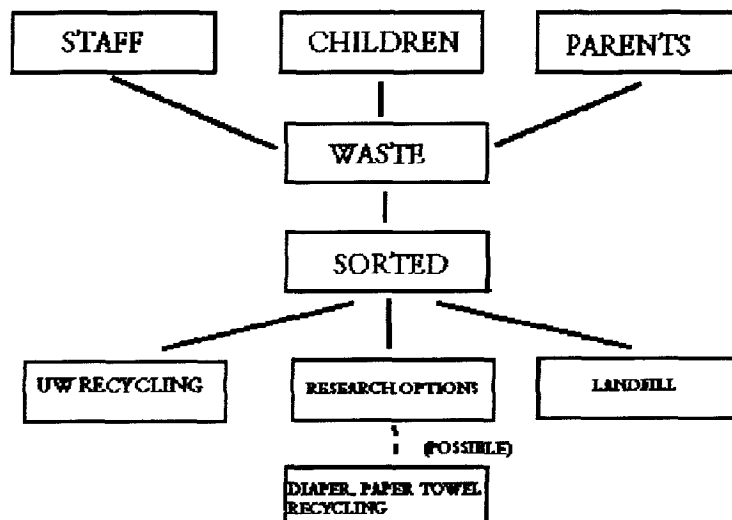 STAFF
CHILDREN
PARENTS
WASTE
SORTED
UW RECYCLING
RESEARCH OPTIONS
LANDFILL
(POSSIBLE)
DIAPER, PAPER TOWEL
RECYCLING